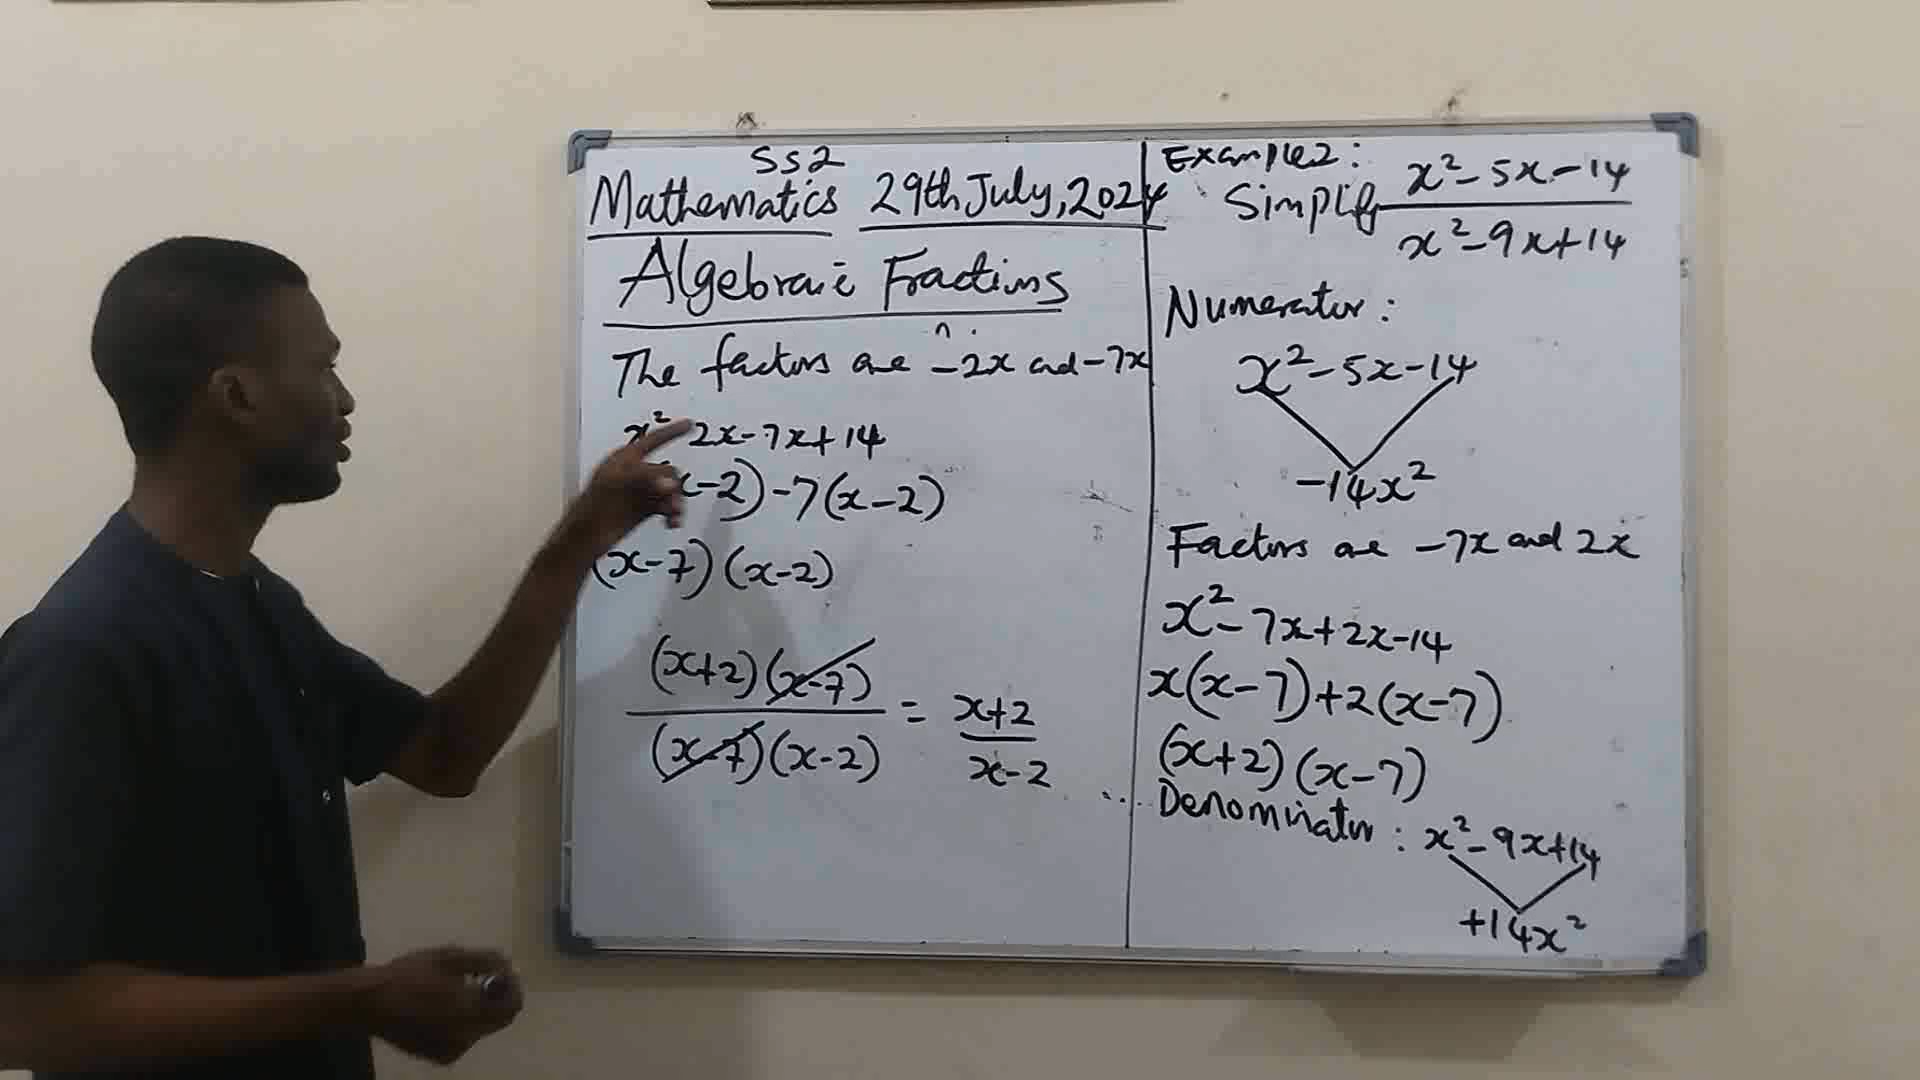 SS2
Mathematics 29th July, 2024
Algebraic Fractions
The factors are -2x and -7x
x² 2x-7x+14
x-2)-7(x-2)
(x-7)(x-2)
(x+2)(x-7)
(x-7)(x-2)
= x+2
x-2
Example 2:
Simplify x²-5x-14
x²-9x+14
Numerator:
x²-5x-14
-14x²
Factors are -7x and 2x
x²-7x+2x-14
x(x-7)+2(x-7)
(x+2)(x-7)
Denominator: x²-9x+14
+14x²